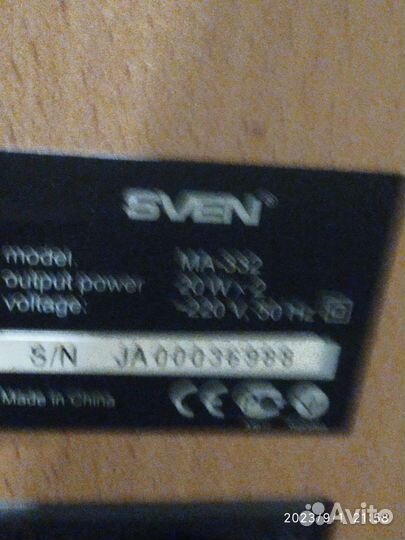 SVEN
model: MA-332
output power 20W × 2
voltage: ~220 V, 50 Hz
S/N JA00036988
Made in China
2023/9/1 21:58
Avito